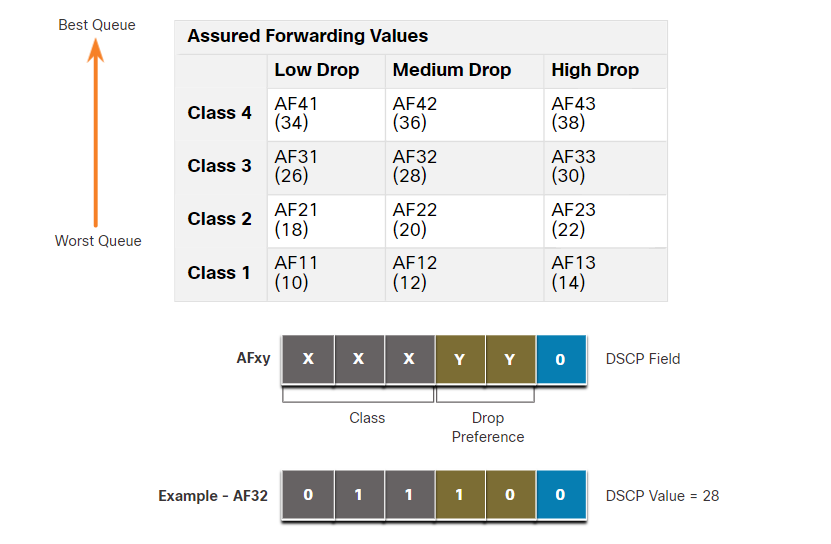 Best Queue
Worst Queue
Assured Forwarding Values
Low Drop Medium Drop High Drop
Class 4 AF41 (34) AF42 (36) AF43 (38)
Class 3 AF31 (26) AF32 (28) AF33 (30)
Class 2 AF21 (18) AF22 (20) AF23 (22)
Class 1 AF11 (10) AF12 (12) AF13 (14)
AFxy X X X Y Y 0 DSCP Field
Class Drop
Preference
Example - AF32 0 1 1 1 0 0 DSCP Value = 28